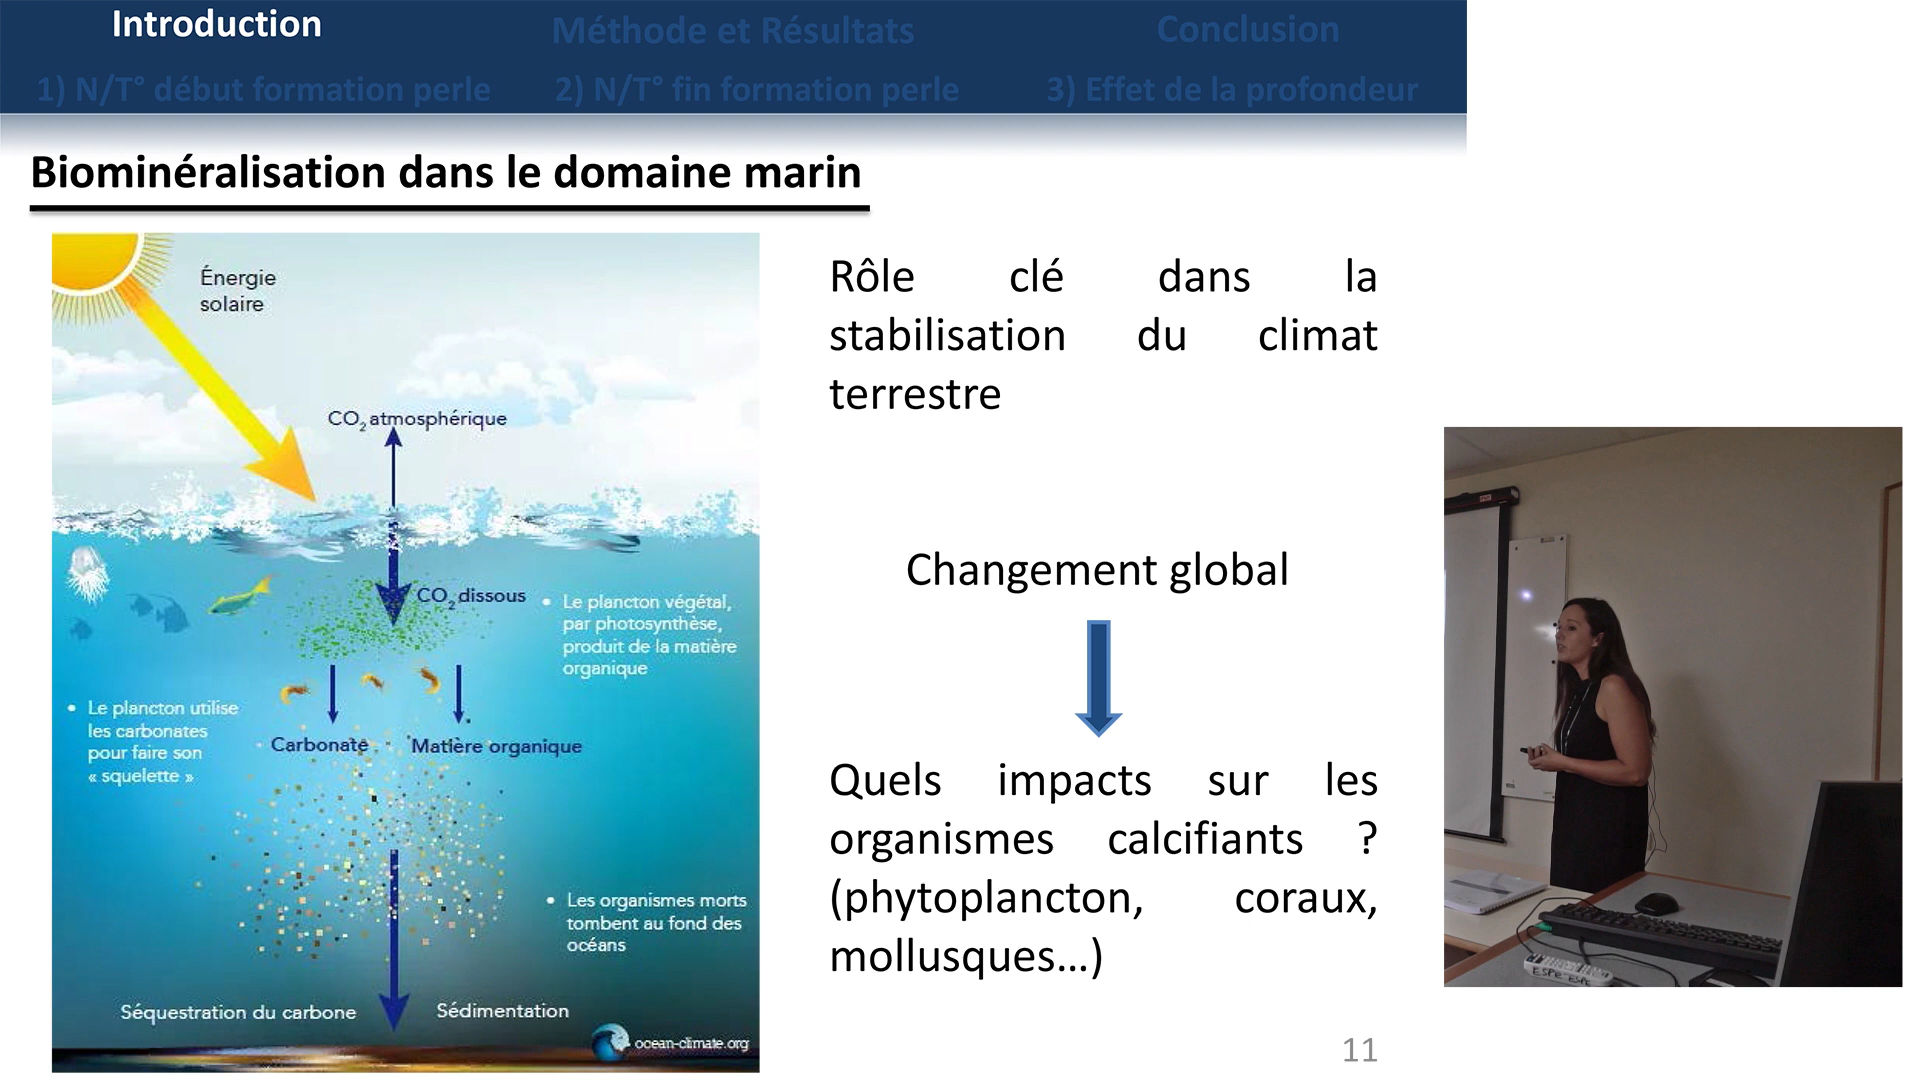 Introduction
Méthode et Résultats
Conclusion
1) N/T° début formation perle
2) N/T° fin formation perle
3) Effet de la profondeur
Biominéralisation dans le domaine marin
Énergie
solaire
CO2 atmosphérique
CO2 dissous
• Le plancton végétal,
par photosynthèse,
produit de la matière
organique
• Le plancton utilise
les carbonates
pour faire son
« squelette »
Carbonate
Matière organique
• Les organismes morts
tombent au fond des
océans
Séquestration du carbone
Sédimentation
ocean-climate.org
Rôle clé dans la
stabilisation du climat
terrestre
Changement global
Quels impacts sur les
organismes calcifiants ?
(phytoplancton, coraux,
mollusques…)
11
ESPE-ESPE